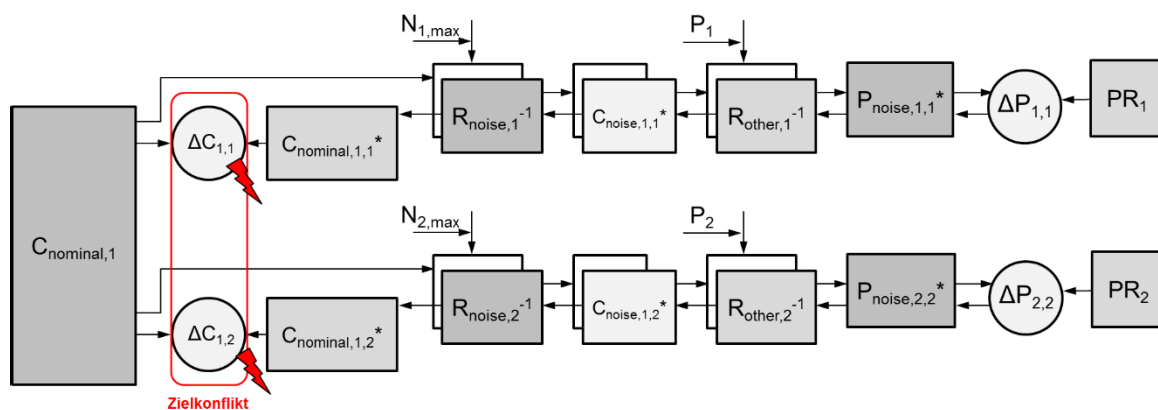 N1,max
P1
ΔC1,1
Cnominal,1,1*
Rnoise,1-1
Cnoise,1,1*
Rother,1-1
Pnoise,1,1*
ΔP1,1
PR1
Cnominal,1
N2,max
P2
ΔC1,2
Cnominal,1,2*
Rnoise,2-1
Cnoise,1,2*
Rother,2-1
Pnoise,2,2*
ΔP2,2
PR2
Zielkonflikt